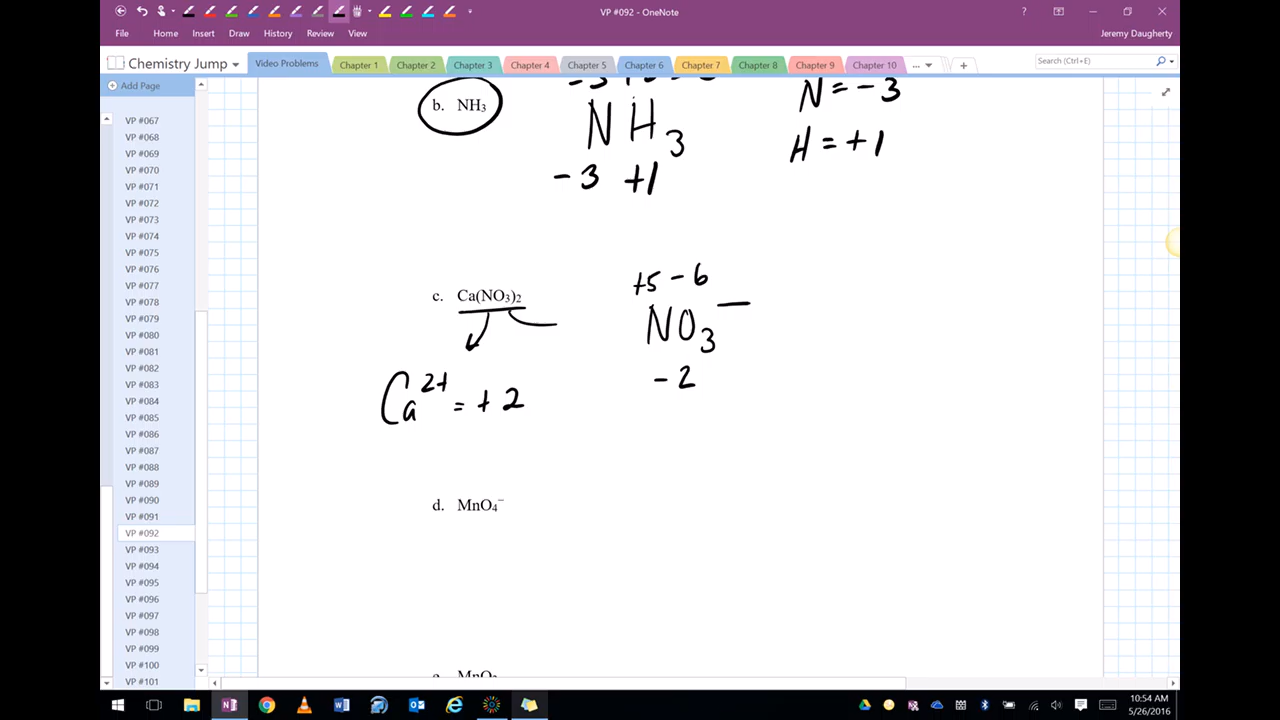 VP #092 - OneNote
?
File Home Insert Draw History Review View
Jeremy Daugherty
Chemistry Jump
Video Problems Chapter 1 Chapter 2 Chapter 3 Chapter 4 Chapter 5 Chapter 6 Chapter 7 Chapter 8 Chapter 9 Chapter 10 ...
Search (Ctrl+E)
Add Page
VP #067
VP #068
VP #069
VP #070
VP #071
VP #072
VP #073
VP #074
VP #075
VP #076
VP #077
VP #078
VP #079
VP #080
VP #081
VP #082
VP #083
VP #084
VP #085
VP #086
VP #087
VP #088
VP #089
VP #090
VP #091
VP #092
VP #093
VP #094
VP #095
VP #096
VP #097
VP #098
VP #099
VP #100
VP #101
b. NH₃
NH₃
-3 +1
N = -3
H = +1
c. Ca(NO₃)₂
+5 -6
NO₃⁻
-2
Ca²⁺ = +2
d. MnO₄⁻
10:54 AM
5/26/2016